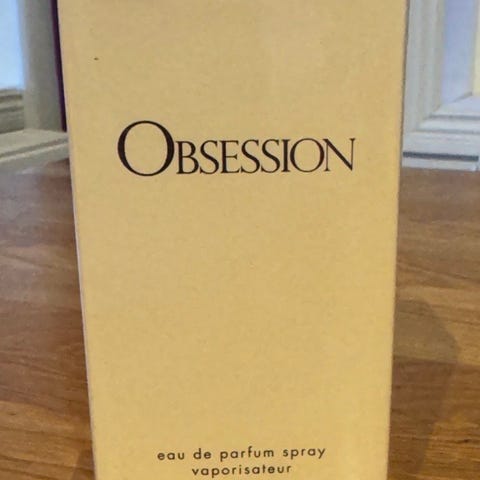 OBSESSION
eau de parfum spray
vaporisateur